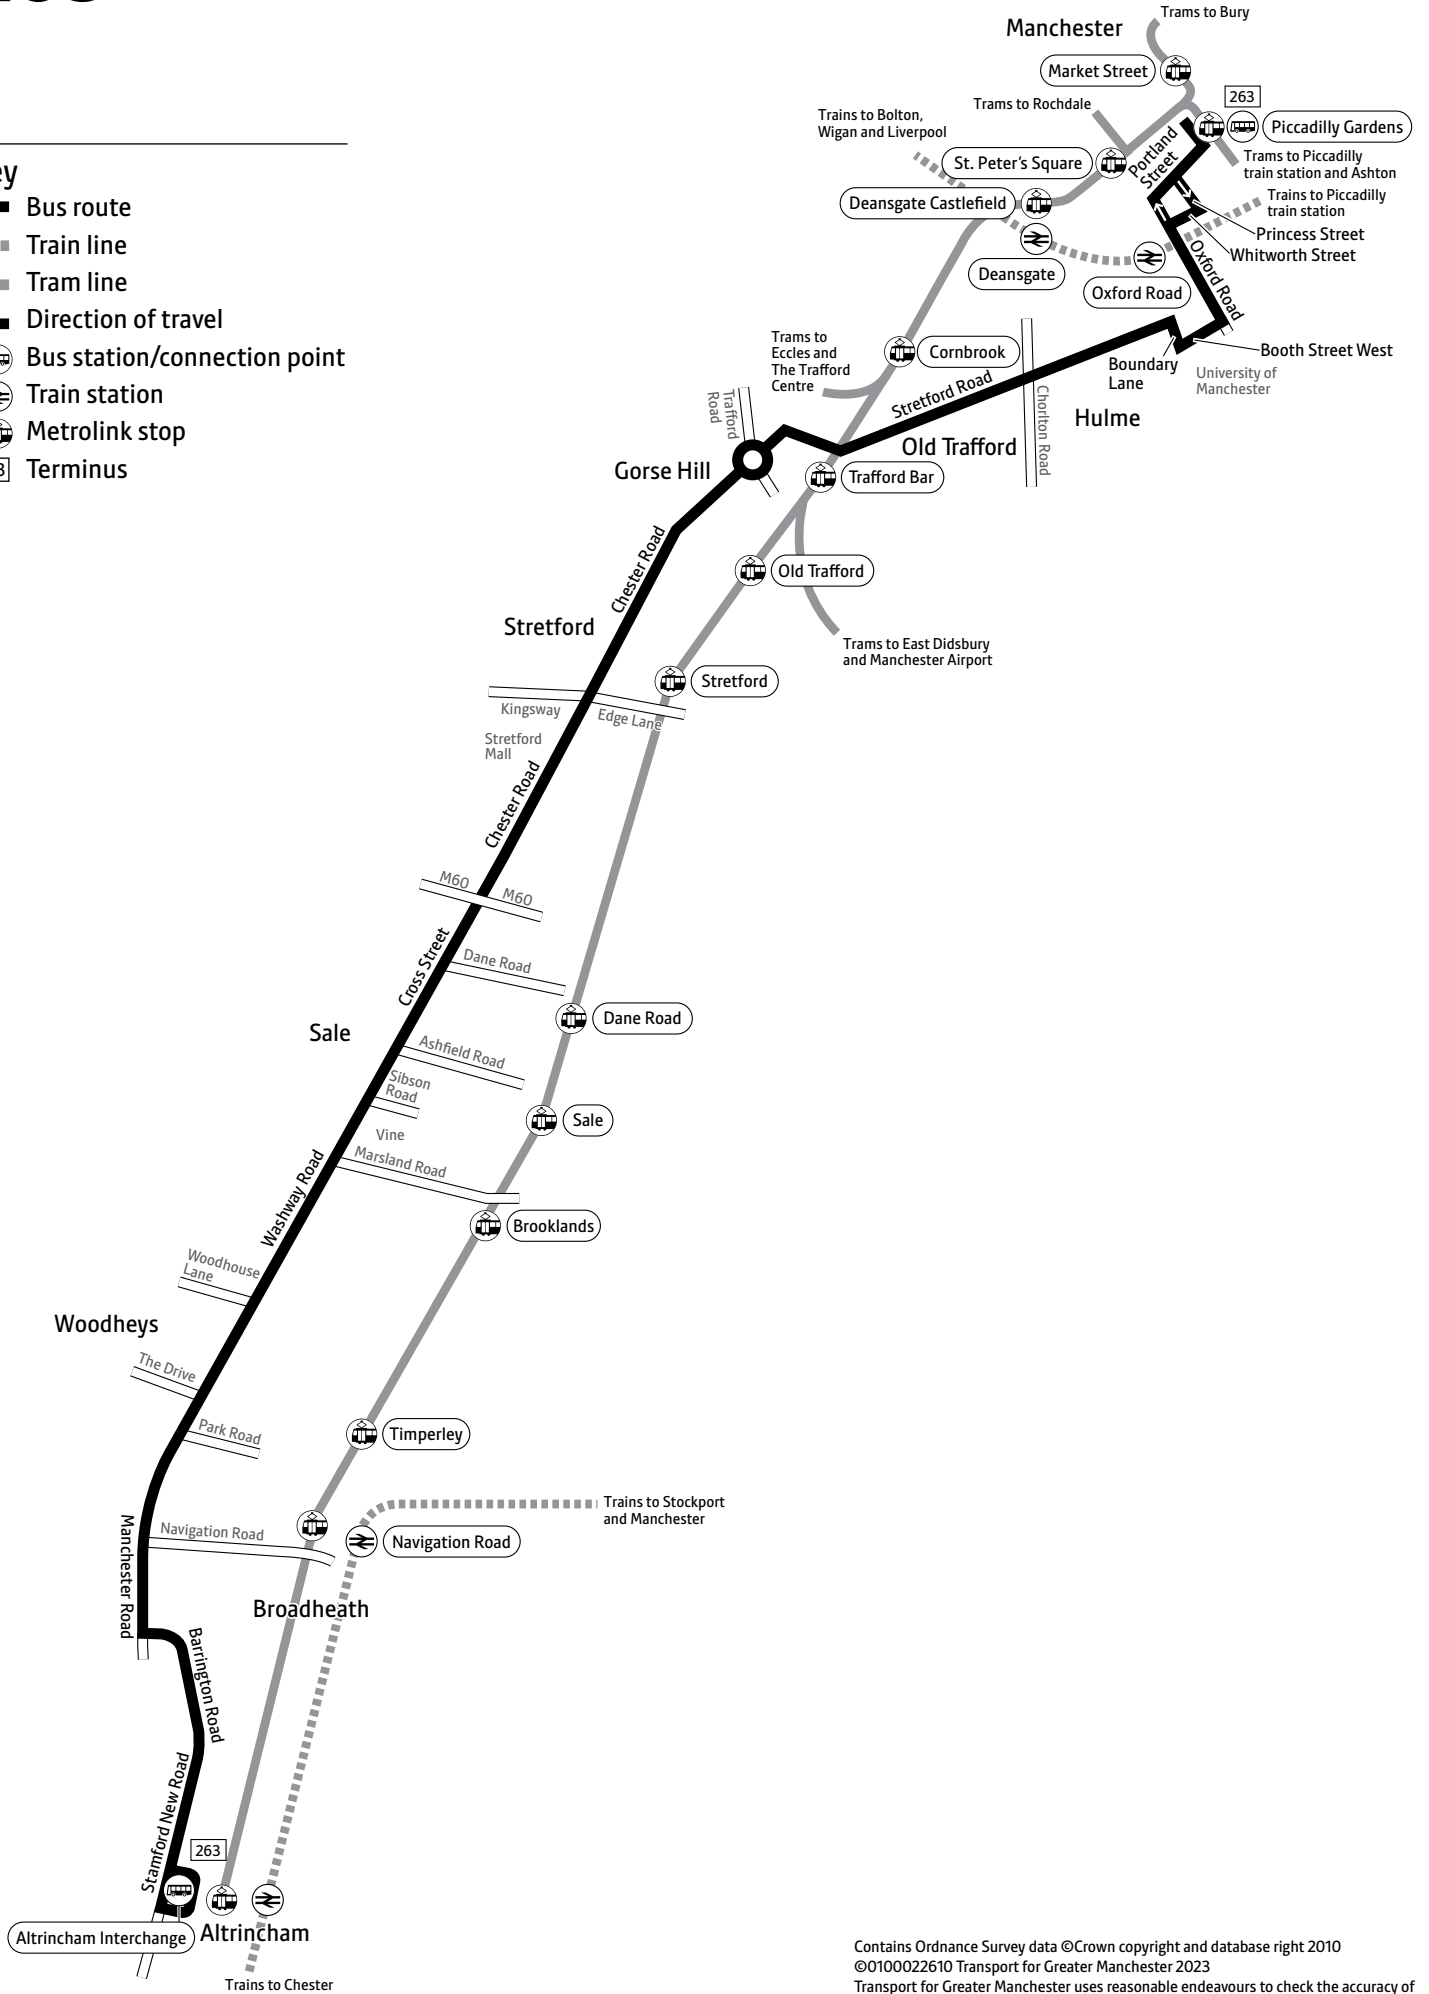 Key
Bus route
Train line
Tram line
Direction of travel
Bus station/connection point
Train station
Metrolink stop
Terminus
Trams to Bury
Manchester
Market Street
263
Trams to Rochdale
Trains to Bolton,
Wigan and Liverpool
Piccadilly Gardens
St. Peter's Square
Portland
Street
Trams to Piccadilly
train station and Ashton
Deansgate Castlefield
Trains to Piccadilly
train station
Princess Street
Whitworth Street
Deansgate
Oxford Road
Oxford Road
Trams to
Eccles and
The Trafford
Centre
Cornbrook
Boundary
Lane
Booth Street West
University of
Manchester
Stretford Road
Trafford
Road
Chorlton Road
Hulme
Old Trafford
Gorse Hill
Trafford Bar
Chester Road
Old Trafford
Stretford
Trams to East Didsbury
and Manchester Airport
Stretford
Kingsway
Edge Lane
Stretford
Mall
Chester Road
M60
M60
Cross Street
Dane Road
Dane Road
Sale
Ashfield Road
Sibson
Road
Sale
Vine
Marsland Road
Washway Road
Brooklands
Woodhouse
Lane
Woodheys
The Drive
Park Road
Timperley
Trains to Stockport
and Manchester
Manchester Road
Navigation Road
Navigation Road
Broadheath
Barrington Road
Stamford New Road
263
Altrincham Interchange
Altrincham
Trains to Chester
Contains Ordnance Survey data ©Crown copyright and database right 2010
©0100022610 Transport for Greater Manchester 2023
Transport for Greater Manchester uses reasonable endeavours to check the accuracy of